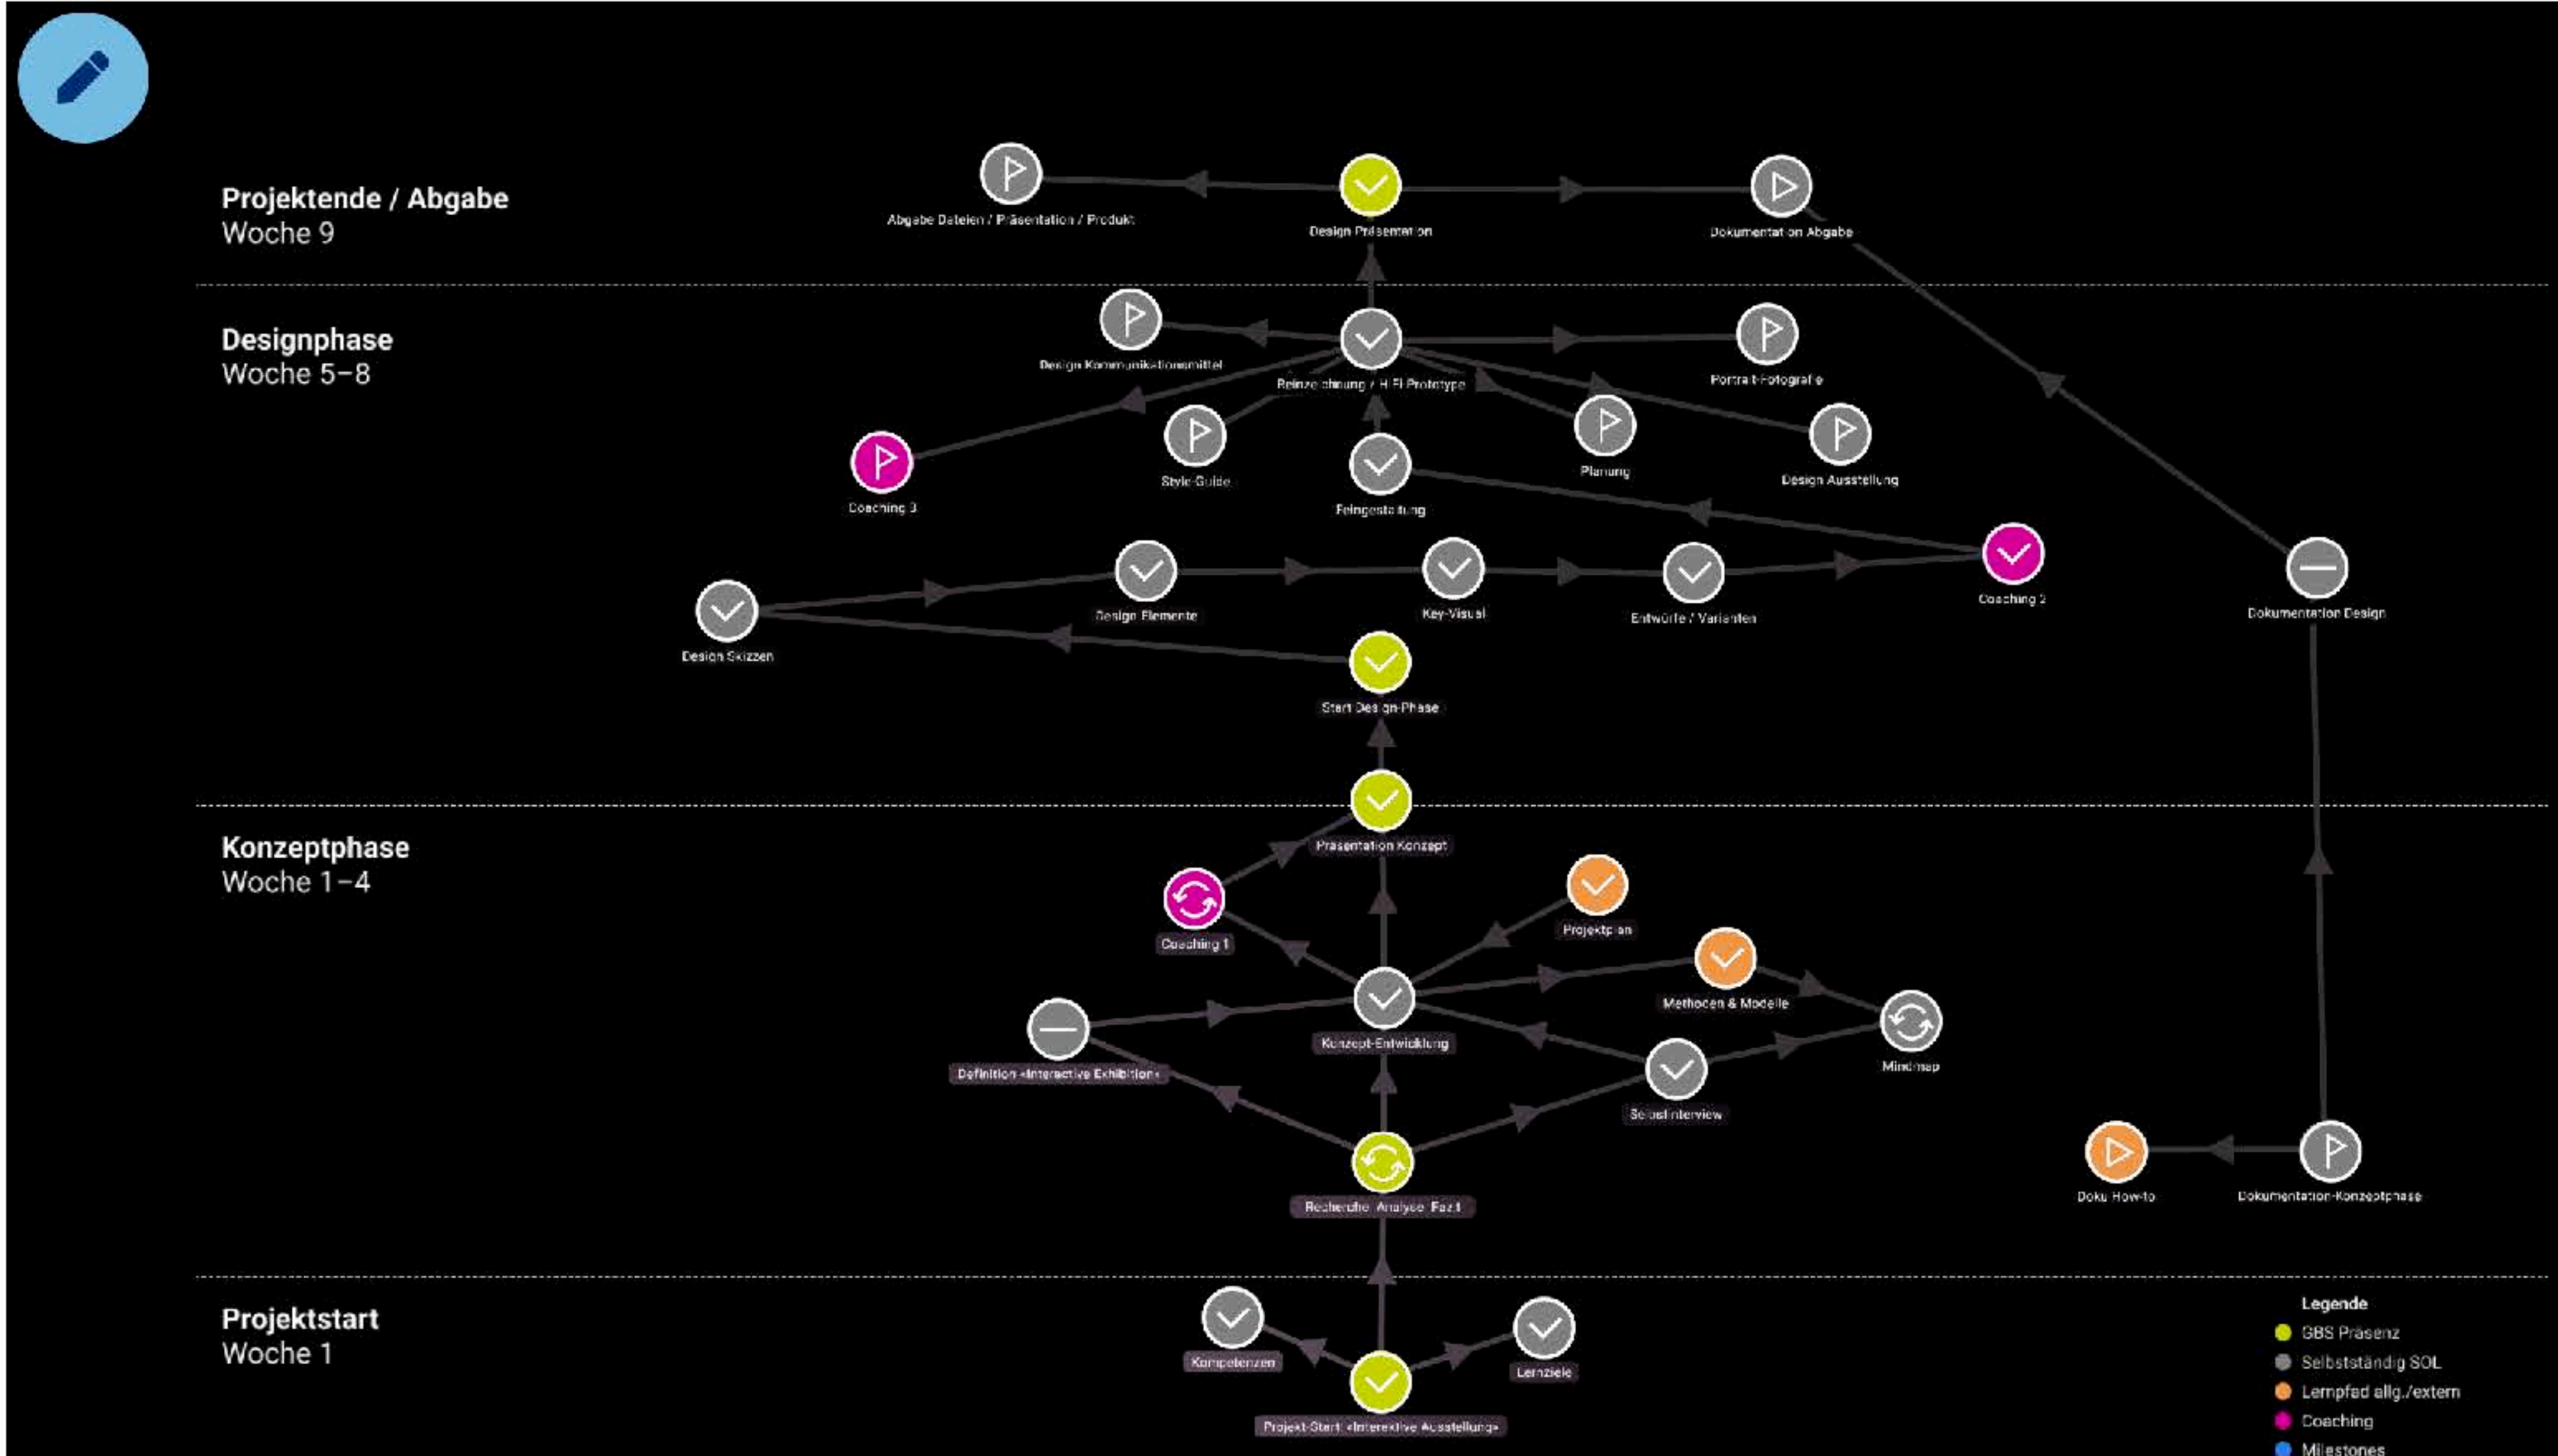 Projektende / Abgabe
Woche 9
Abgabe Dateien / Präsentation / Produkt
Design Präsentation
Dokumentation Abgabe
Designphase
Woche 5–8
Design Kommunikationsmittel
Reinzeichnung / HiFi Prototype
Portrait-Fotografie
Coaching 3
Style-Guide
Feingestaltung
Planung
Design Ausstellung
Design Skizzen
Design Elemente
Key-Visual
Entwürfe / Varianten
Coaching 2
Dokumentation Design
Start Design-Phase
Konzeptphase
Woche 1–4
Präsentation Konzept
Coaching 1
Projektplan
Methoden & Modelle
Definition «Interactive Exhibition»
Konzept-Entwicklung
Selbstinterview
Mindmap
Recherche Analyse Fazit
Doku How-to
Dokumentation-Konzeptphase
Projektstart
Woche 1
Kompetenzen
Lernziele
Projekt-Start: «Interaktive Ausstellung»
Legende
GBS Präsenz
Selbstständig SOL
Lernpfad allg./extern
Coaching
Milestones